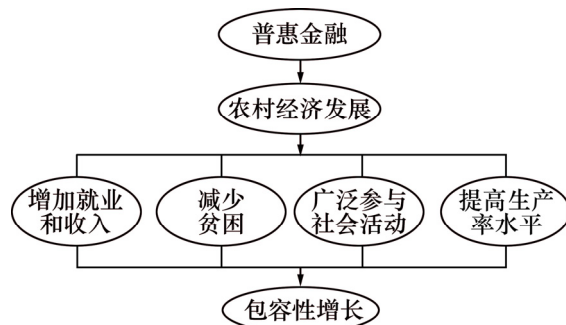 普惠金融
农村经济发展
增加就业
和收入
减少
贫困
广泛参与
社会活动
提高生产
率水平
包容性增长